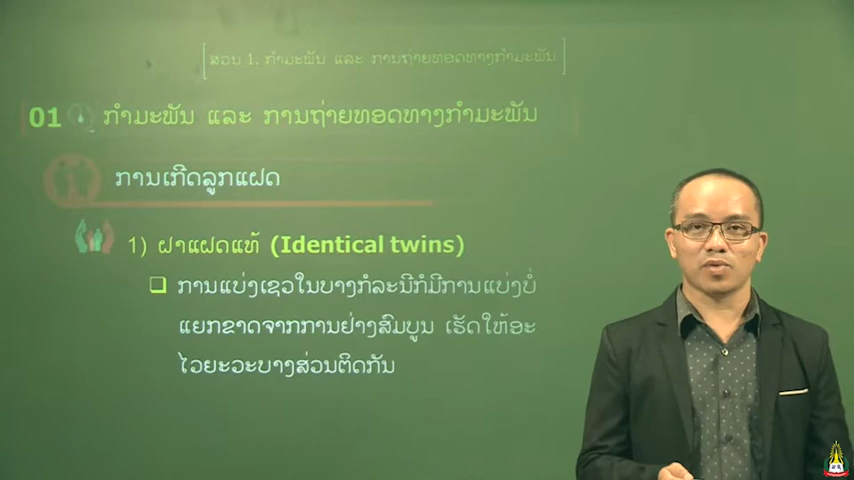 ສວນ 1. ກຳມະພັນ ແລະ ການຖ່າຍທອດທາງກຳມະພັນ
01 ກຳມະພັນ ແລະ ການຖ່າຍທອດທາງກຳມະພັນ
ການເກີດລູກແຝດ
1) ຝາແຝດແທ້ (Identical twins)
ການແບ່ງເຊວໃນບາງກໍລະນີກໍມີການແບ່ງບໍ່
ແຍກຂາດຈາກການຢ່າງສົມບູນ ເຮັດໃຫ້ອະ
ໄວຍະວະບາງສ່ວນຕິດກັນ